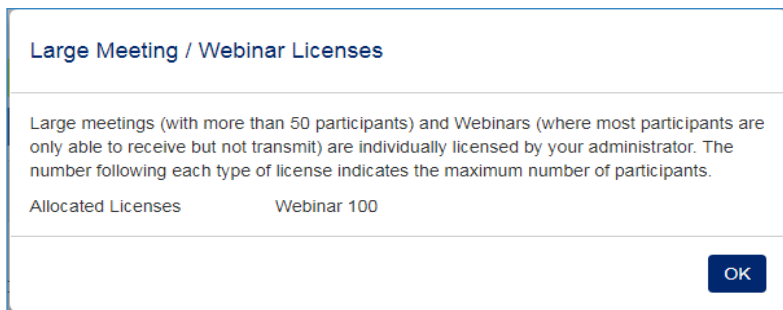 Large Meeting / Webinar Licenses
Large meetings (with more than 50 participants) and Webinars (where most participants are
only able to receive but not transmit) are individually licensed by your administrator. The
number following each type of license indicates the maximum number of participants.
Allocated Licenses Webinar 100
OK